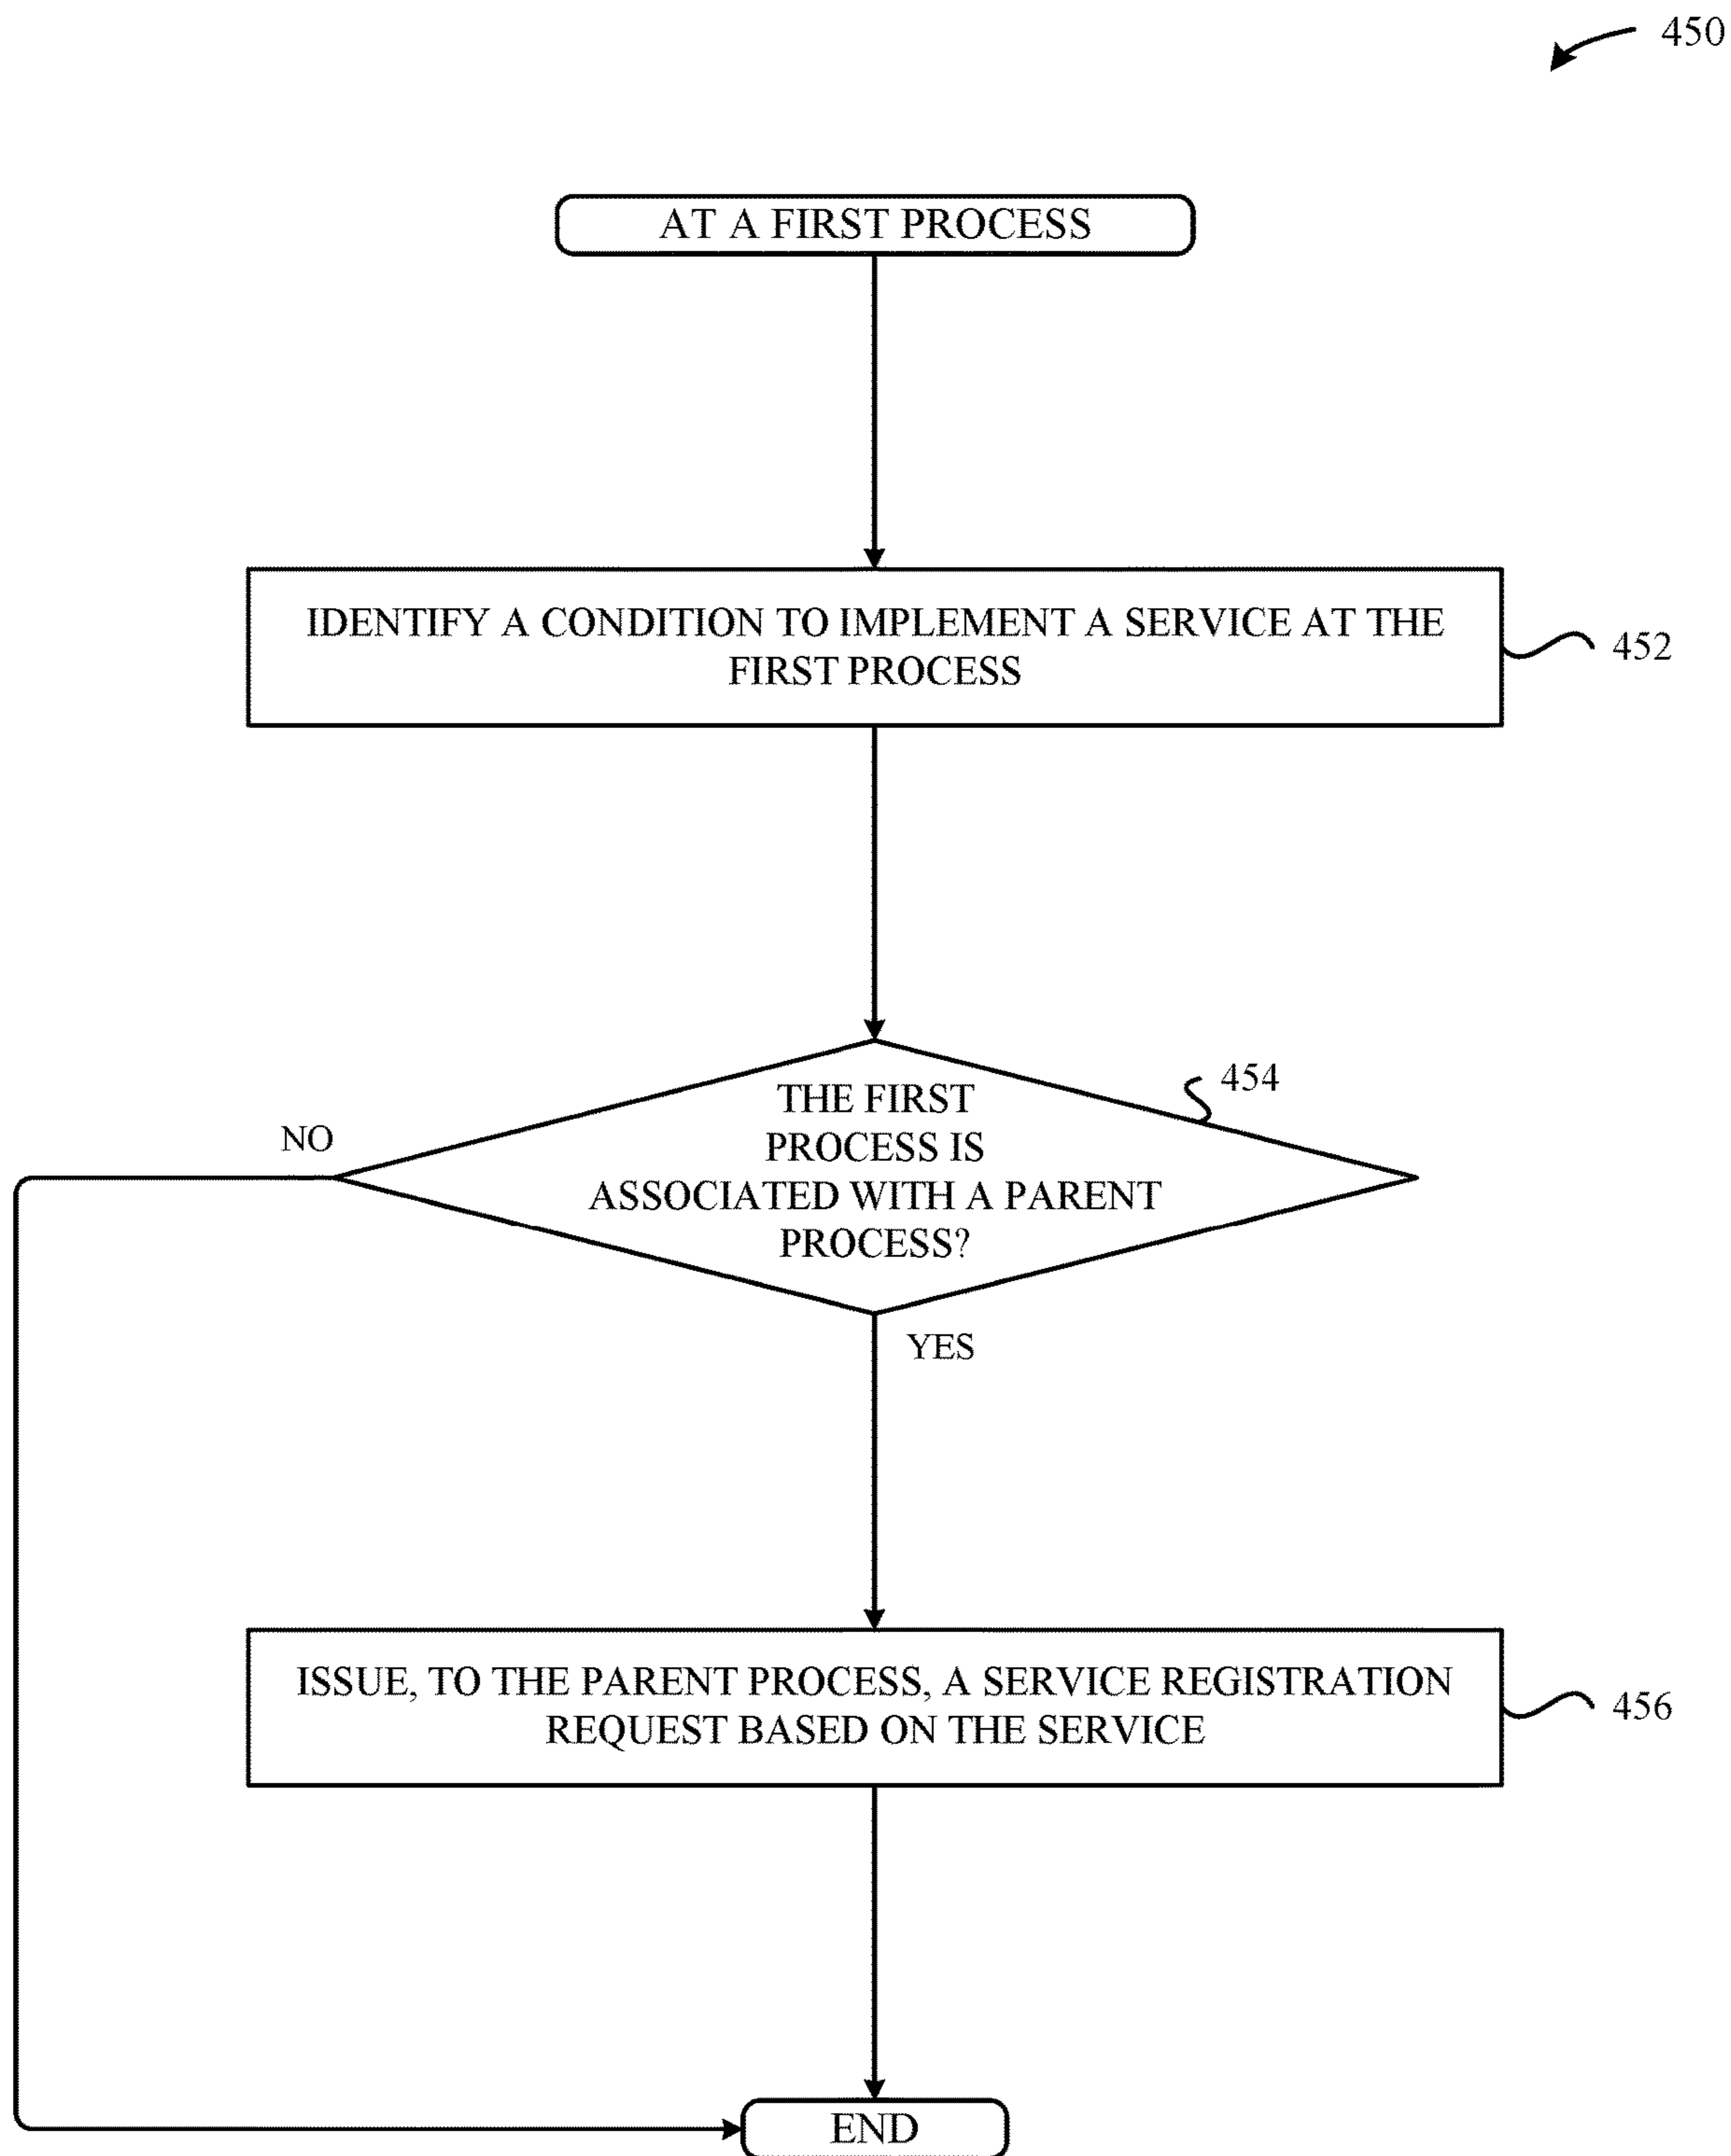 450
AT A FIRST PROCESS
IDENTIFY A CONDITION TO IMPLEMENT A SERVICE AT THE
FIRST PROCESS
452
454
THE FIRST
PROCESS IS
ASSOCIATED WITH A PARENT
PROCESS?
NO
YES
ISSUE, TO THE PARENT PROCESS, A SERVICE REGISTRATION
REQUEST BASED ON THE SERVICE
456
END